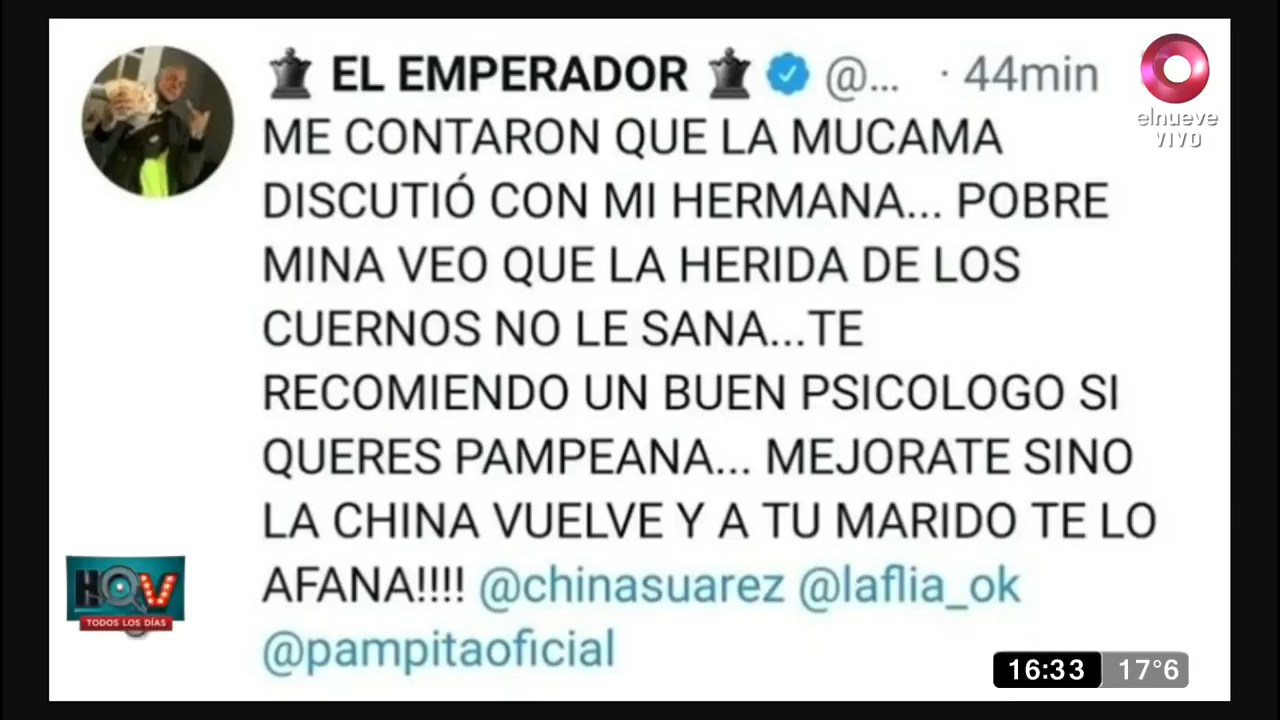 EL EMPERADOR @... · 44min
ME CONTARON QUE LA MUCAMA
DISCUTIÓ CON MI HERMANA... POBRE
MINA VEO QUE LA HERIDA DE LOS
CUERNOS NO LE SANA...TE
RECOMIENDO UN BUEN PSICOLOGO SI
QUERES PAMPEANA... MEJORATE SINO
LA CHINA VUELVE Y A TU MARIDO TE LO
AFANA!!!! @chinasuarez @laflia_ok
@pampitaoficial
elnueve
VIVO
HQV
TODOS LOS DÍAS
16:33 17°6